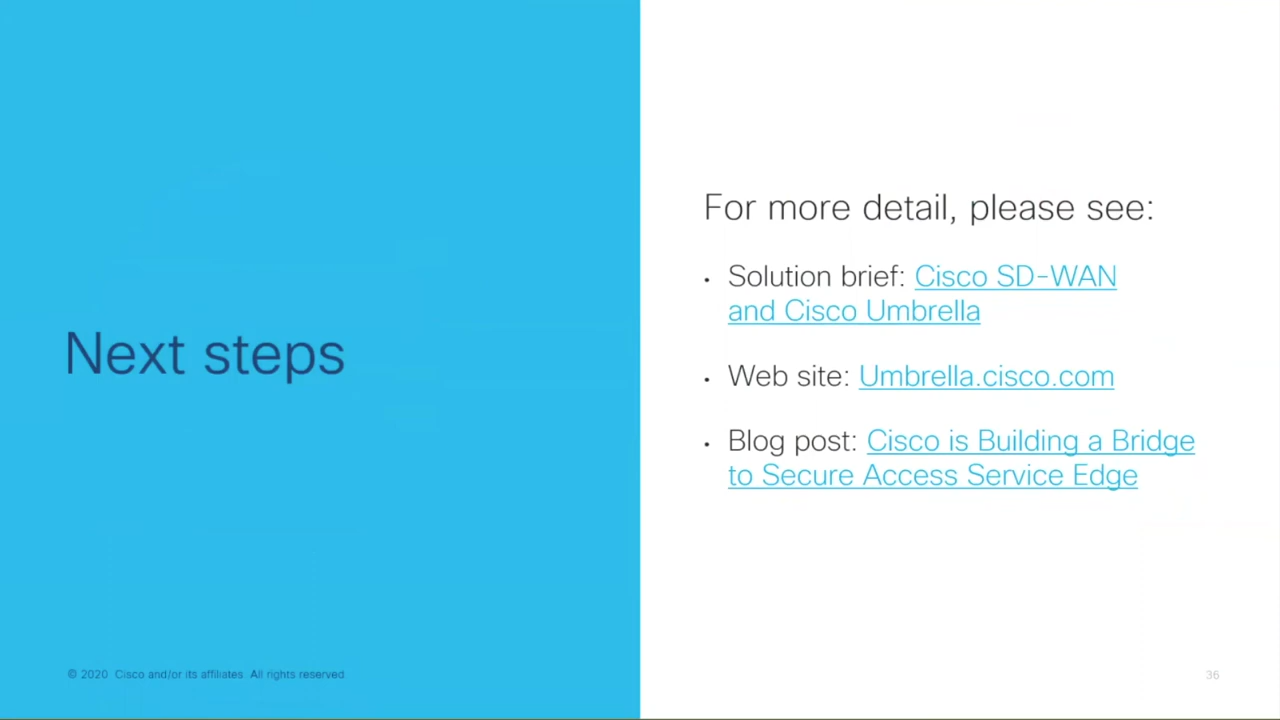 Next steps
For more detail, please see:
• Solution brief: Cisco SD-WAN
and Cisco Umbrella
• Web site: Umbrella.cisco.com
• Blog post: Cisco is Building a Bridge
to Secure Access Service Edge
© 2020 Cisco and/or its affiliates. All rights reserved.
36